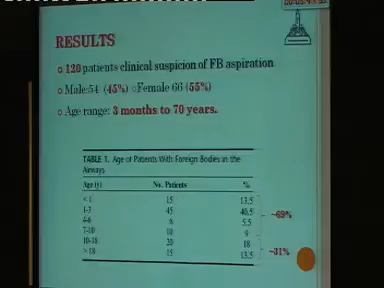 RESULTS
120 patients clinical suspicion of FB aspiration
Male:54 (45%) Female 66 (55%)
Age range: 3 months to 70 years.
TABLE 1. Age of Patients With Foreign Bodies in the Airways
Age (y) No. Patients %
<1 15 13.5
1-3 45 40.5
4-6 6 5.5
7-10 10 9
10-18 20 18
>18 15 13.5
~69%
~31%